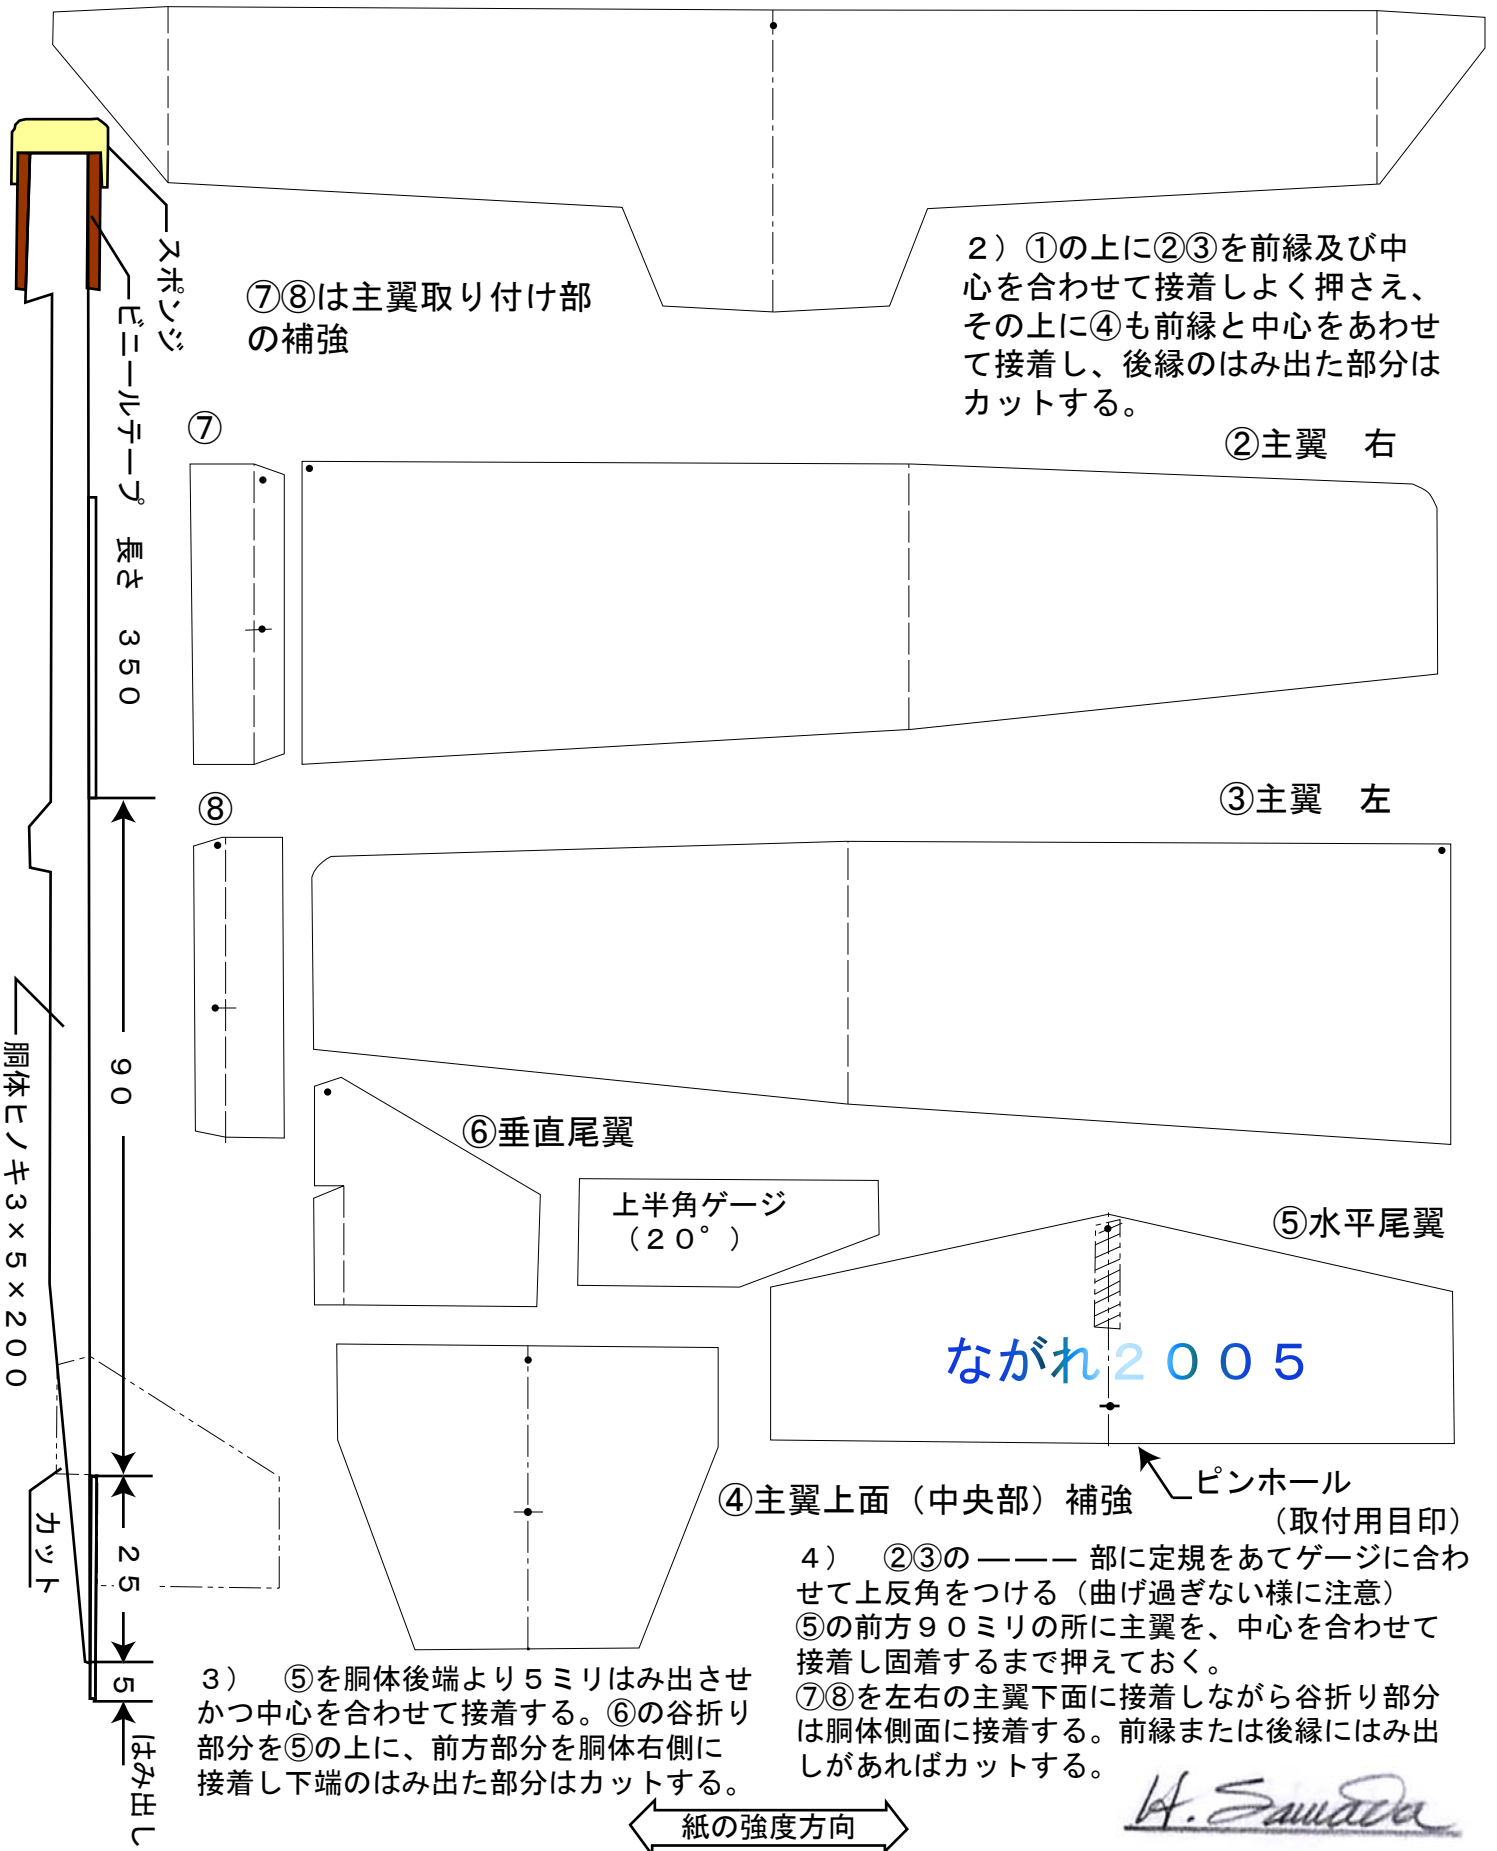 スポンジ
ビニールテープ 長さ 350
⑦⑧は主翼取り付け部
の補強
2）①の上に②③を前縁及び中
心を合わせて接着しよく押さえ、
その上に④も前縁と中心をあわせ
て接着し、後縁のはみ出た部分は
カットする。
⑦
②主翼 右
⑧
③主翼 左
90
胴体ヒノキ3×5×200
⑥垂直尾翼
上半角ゲージ
（20°）
⑤水平尾翼
ながれ2005
カット
25
5
はみ出し
④主翼上面（中央部）補強
ピンホール
（取付用目印）
3） ⑤を胴体後端より5ミリはみ出させ
かつ中心を合わせて接着する。⑥の谷折り
部分を⑤の上に、前方部分を胴体右側に
接着し下端のはみ出た部分はカットする。
4） ②③の ーーー 部に定規をあてゲージに合わ
せて上反角をつける（曲げ過ぎない様に注意）
⑤の前方90ミリの所に主翼を、中心を合わせて
接着し固着するまで押えておく。
⑦⑧を左右の主翼下面に接着しながら谷折り部分
は胴体側面に接着する。前縁または後縁にはみ出
しがあればカットする。
紙の強度方向